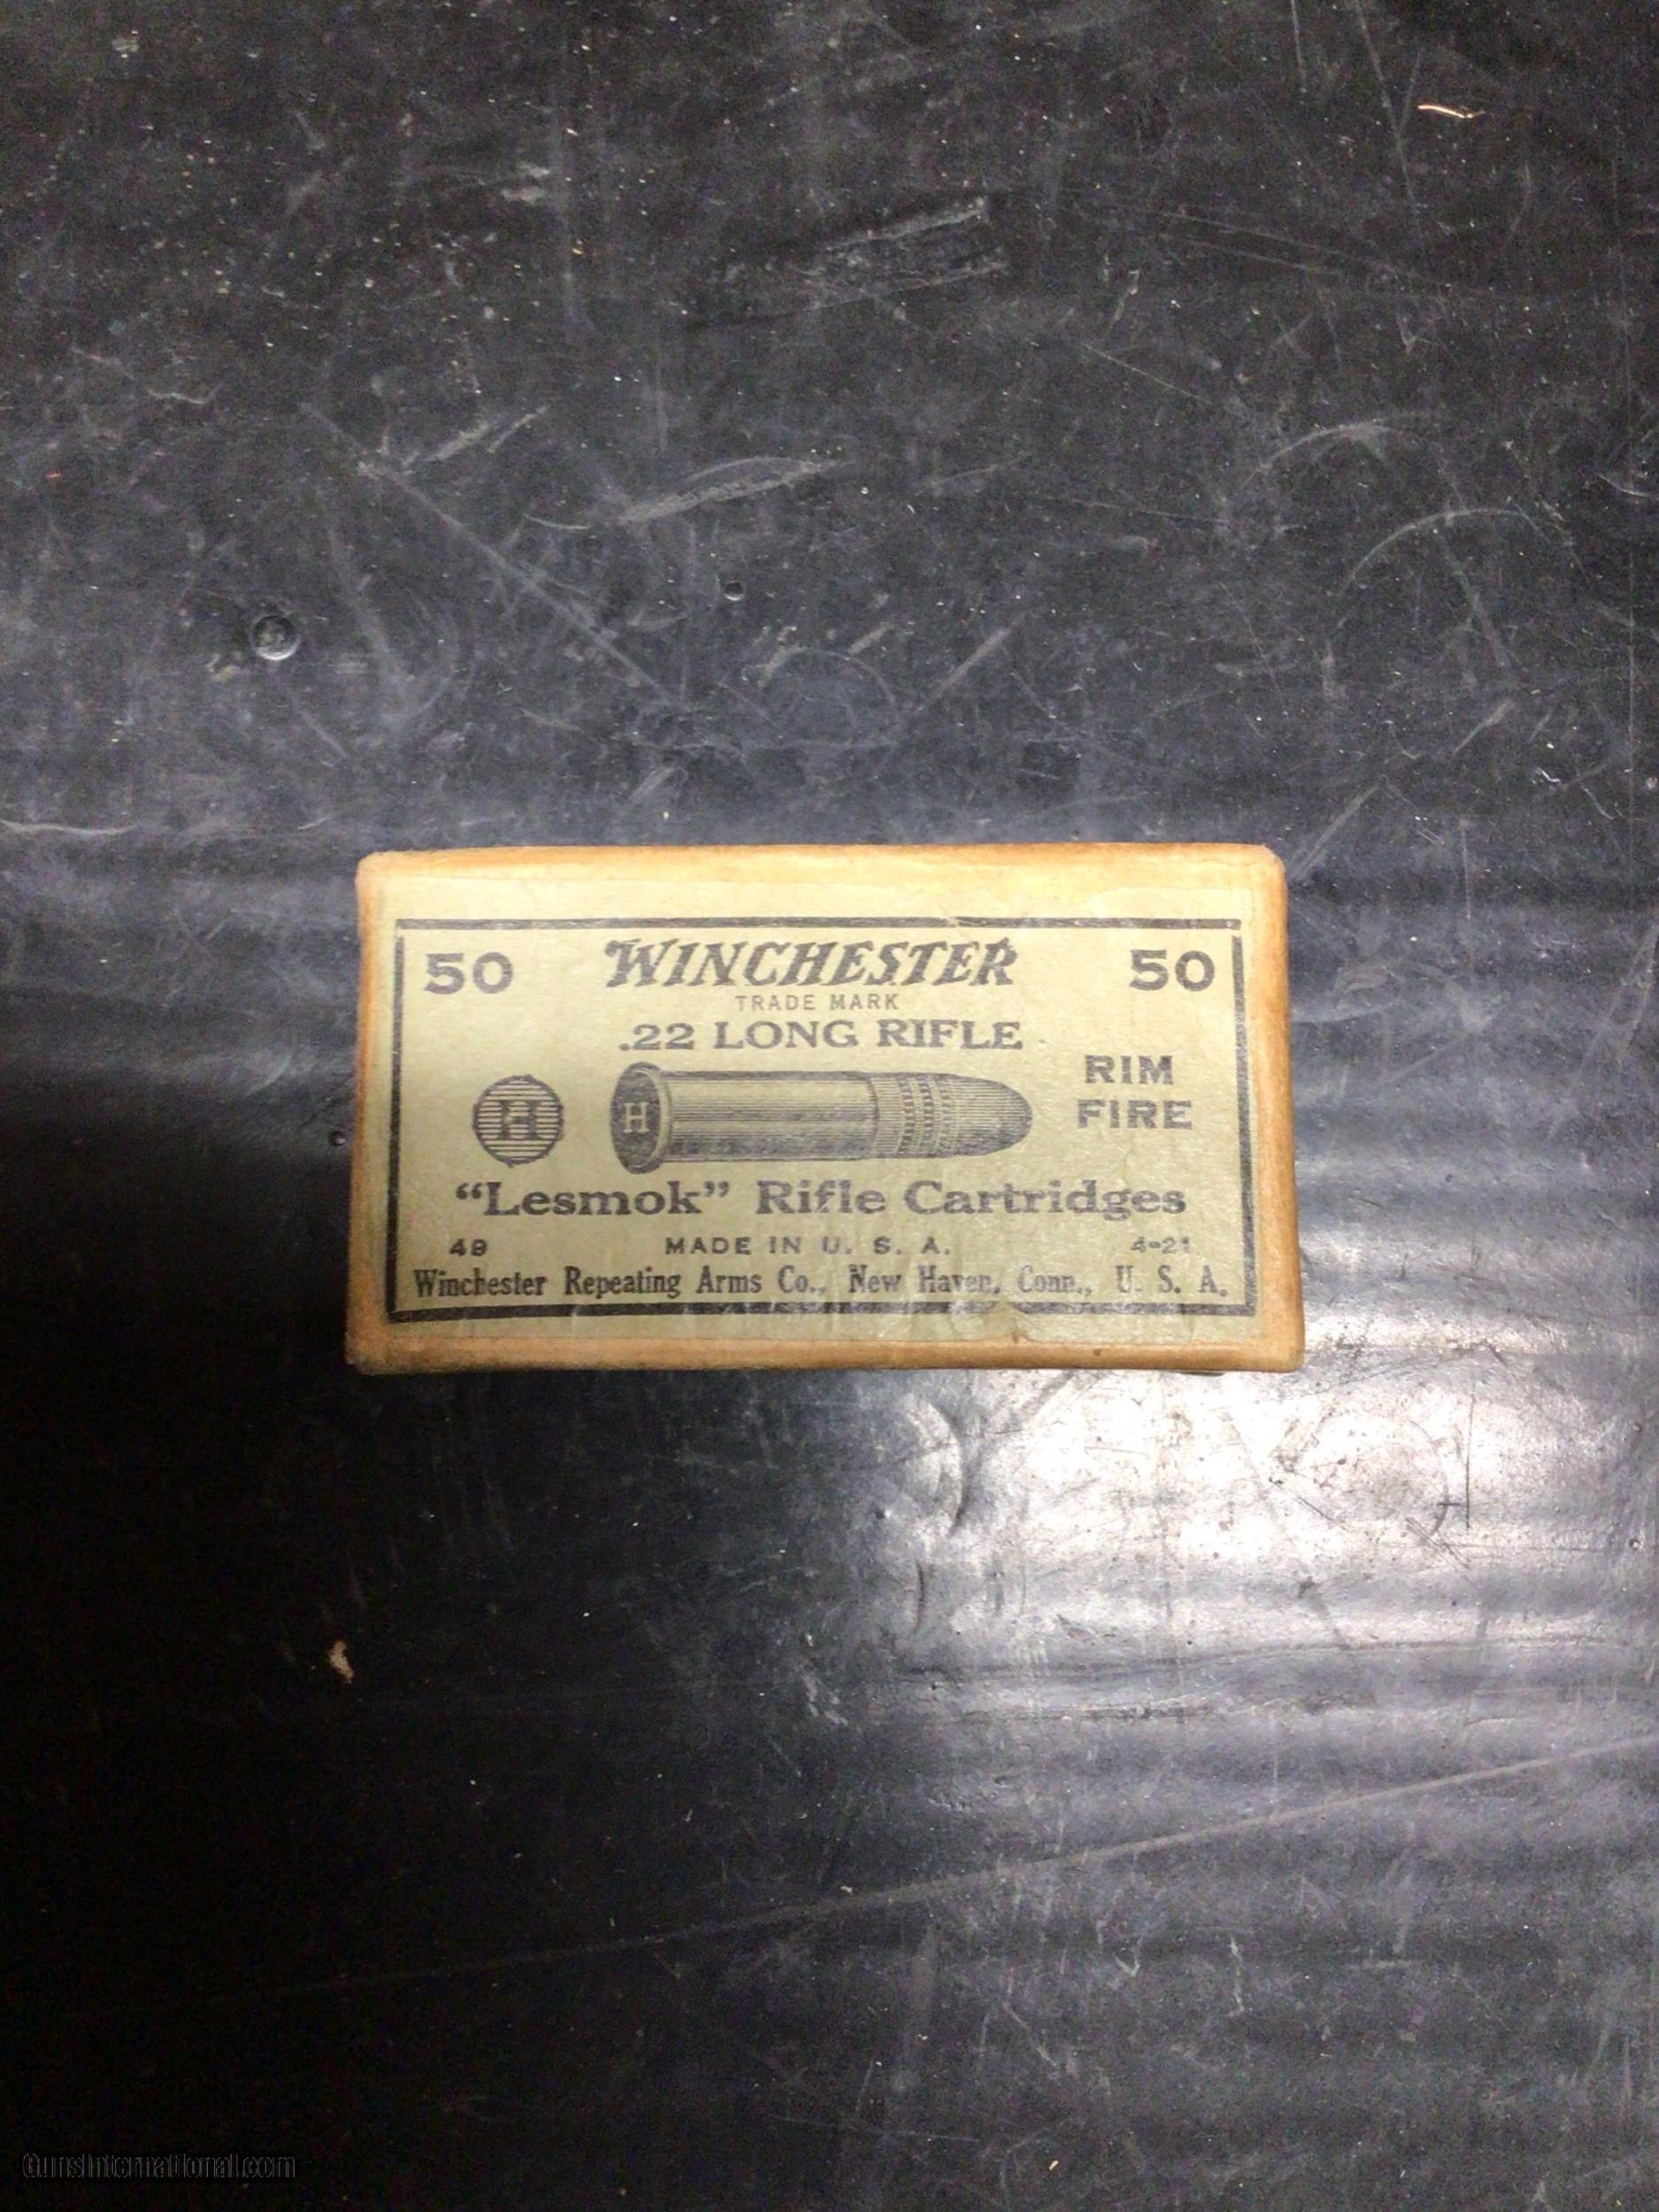 50 WINCHESTER 50
TRADE MARK
.22 LONG RIFLE
RIM
FIRE
H H
“Lesmok” Rifle Cartridges
49 MADE IN U. S. A. 4-21
Winchester Repeating Arms Co., New Haven, Conn., U. S. A.
GunsInternational.com